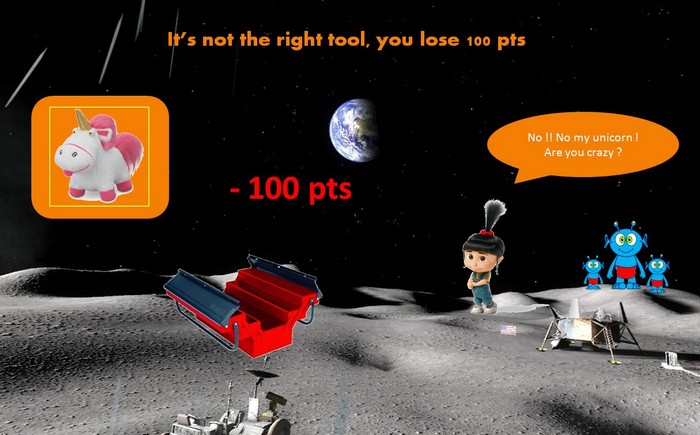 It's not the right tool, you lose 100 pts
No !! No my unicorn !
Are you crazy ?
- 100 pts